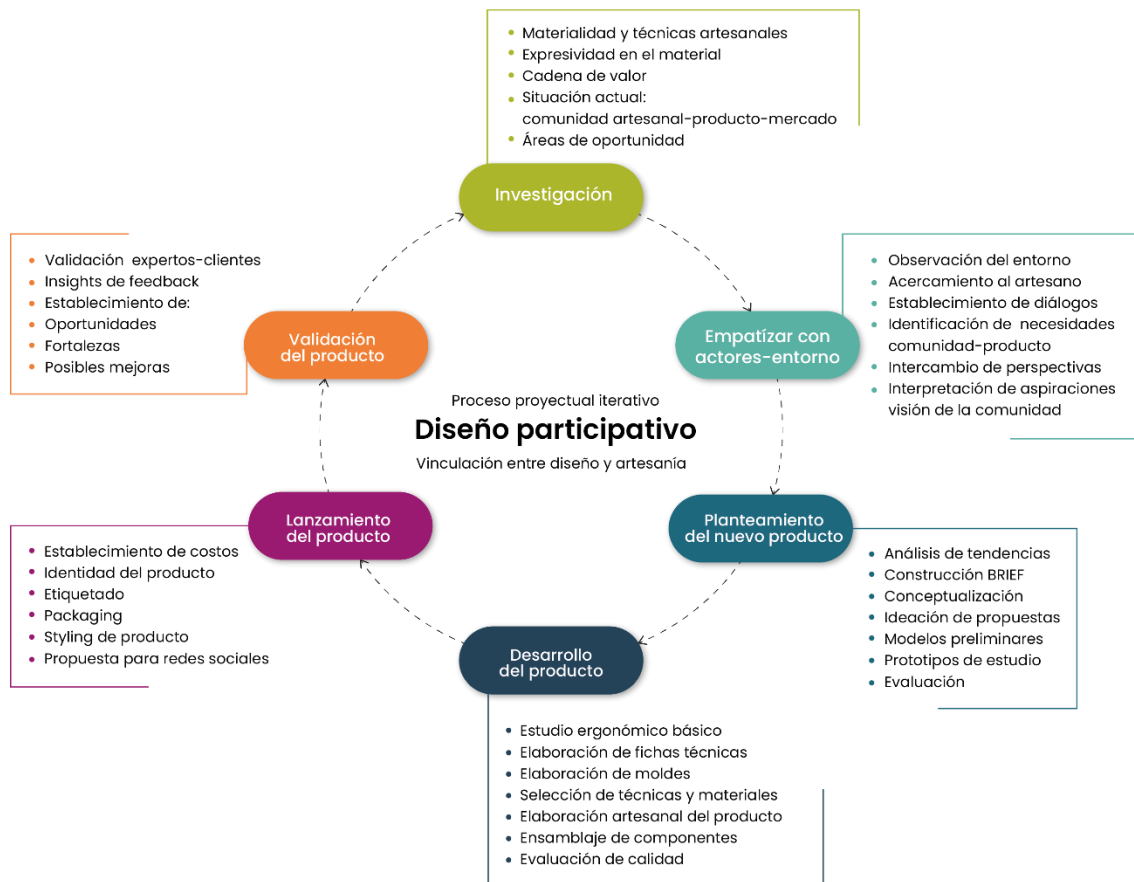 Materialidad y técnicas artesanales
Expresividad en el material
Cadena de valor
Situación actual:
comunidad artesanal-producto-mercado
Áreas de oportunidad
Investigación
Observación del entorno
Acercamiento al artesano
Establecimiento de diálogos
Identificación de necesidades
comunidad-producto
Intercambio de perspectivas
Interpretación de aspiraciones
visión de la comunidad
Empatízar con
actores-entorno
Validación expertos-clientes
Insights de feedback
Establecimiento de:
Oportunidades
Fortalezas
Posibles mejoras
Validación
del producto
Proceso proyectual iterativo
Diseño participativo
Vinculación entre diseño y artesanía
Planteamiento
del nuevo producto
Análisis de tendencias
Construcción BRIEF
Conceptualización
Ideación de propuestas
Modelos preliminares
Prototipos de estudio
Evaluación
Lanzamiento
del producto
Establecimiento de costos
Identidad del producto
Etiquetado
Packaging
Styling de producto
Propuesta para redes sociales
Desarrollo
del producto
Estudio ergonómico básico
Elaboración de fichas técnicas
Elaboración de moldes
Selección de técnicas y materiales
Elaboración artesanal del producto
Ensamblaje de componentes
Evaluación de calidad